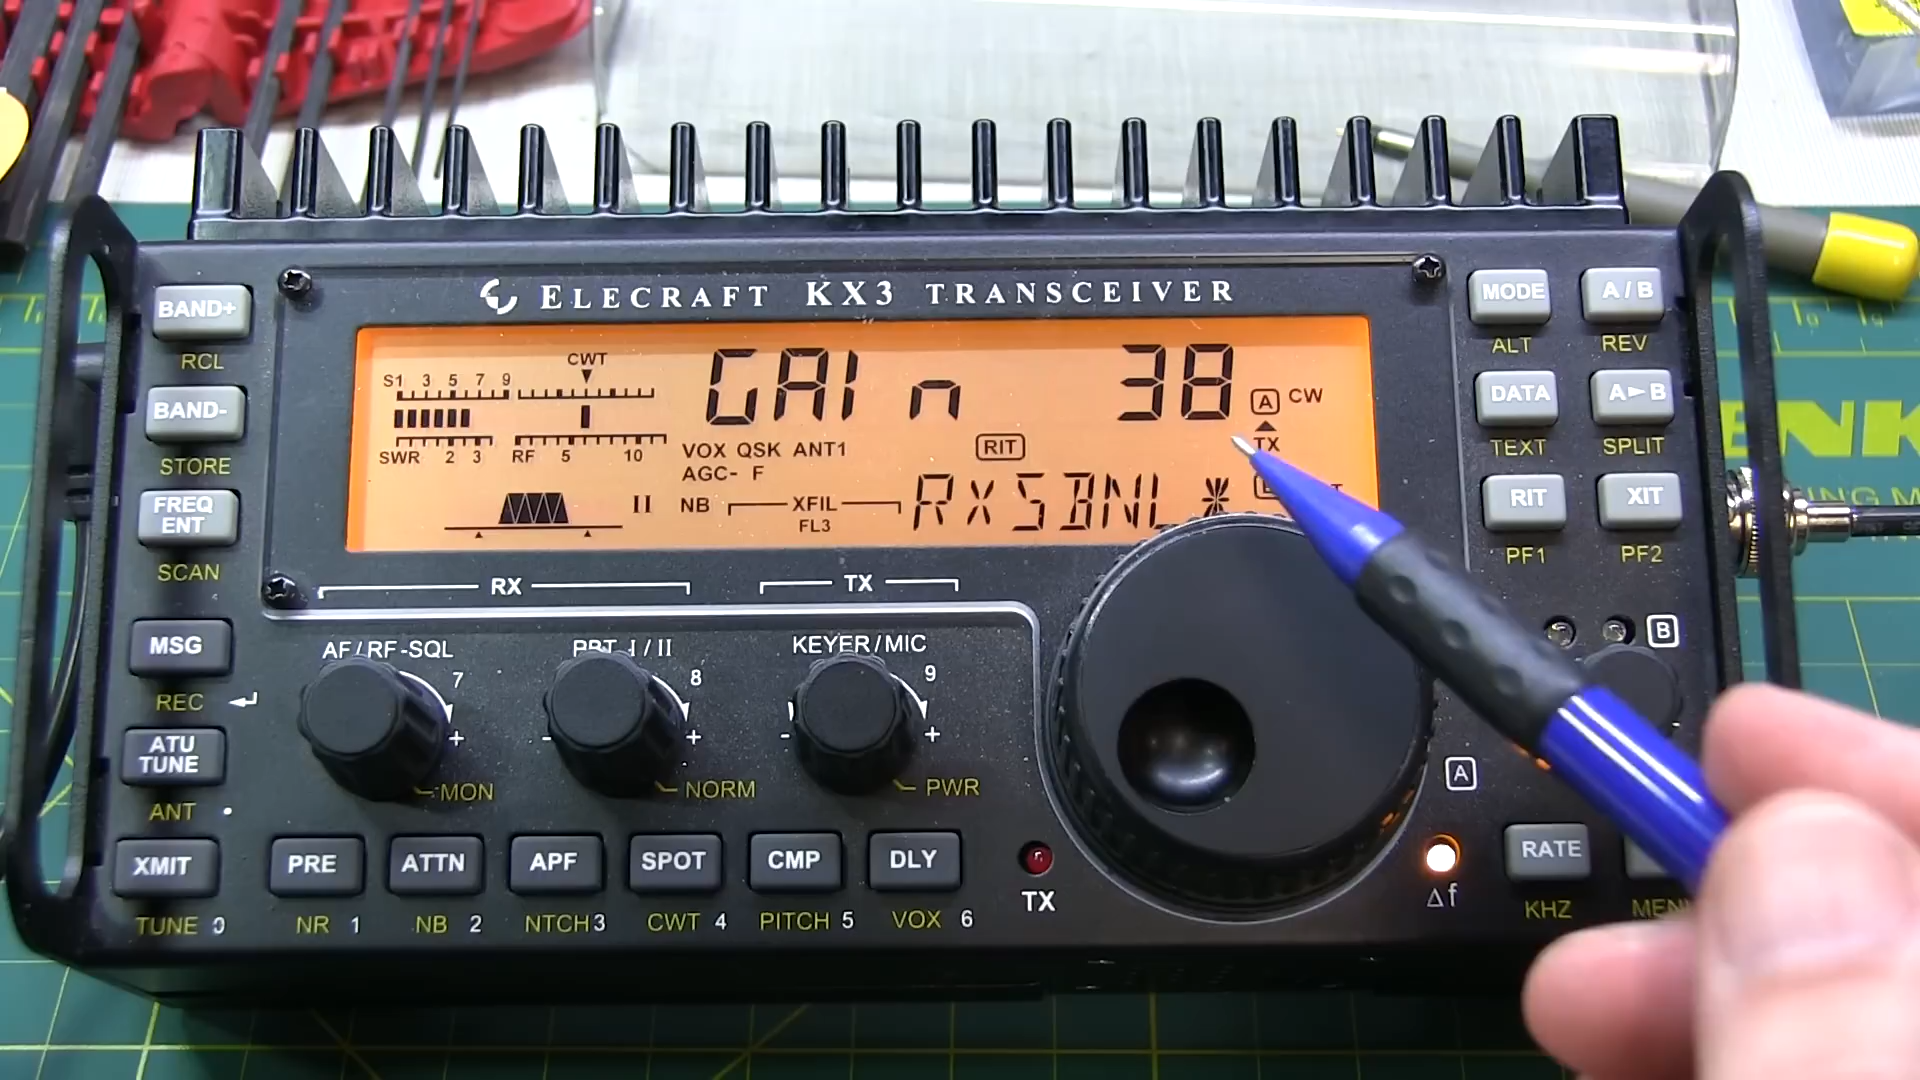 ELECRAFT KX3 TRANSCEIVER
BAND+
RCL
BAND-
STORE
FREQ
ENT
SCAN
MSG
REC
ATU
TUNE
ANT
XMIT
TUNE 0
CWT
S1 3 5 7 9
SWR 2 3 RF 5 10
GAIn 38
A CW
TX
VOX QSK ANT1
AGC- F
RIT
II NB XFIL
FL3
RXSBNL *
RX
TX
AF/RF-SQL
7
+
MON
PBT I/II
8
- +
NORM
KEYER/MIC
9
- +
PWR
PRE
NR 1
ATTN
NB 2
APF
NTCH 3
SPOT
CWT 4
CMP
PITCH 5
DLY
VOX 6
TX
MODE
ALT
A/B
REV
DATA
TEXT
A►B
SPLIT
RIT
PF1
XIT
PF2
B
A
Δf
RATE
KHZ